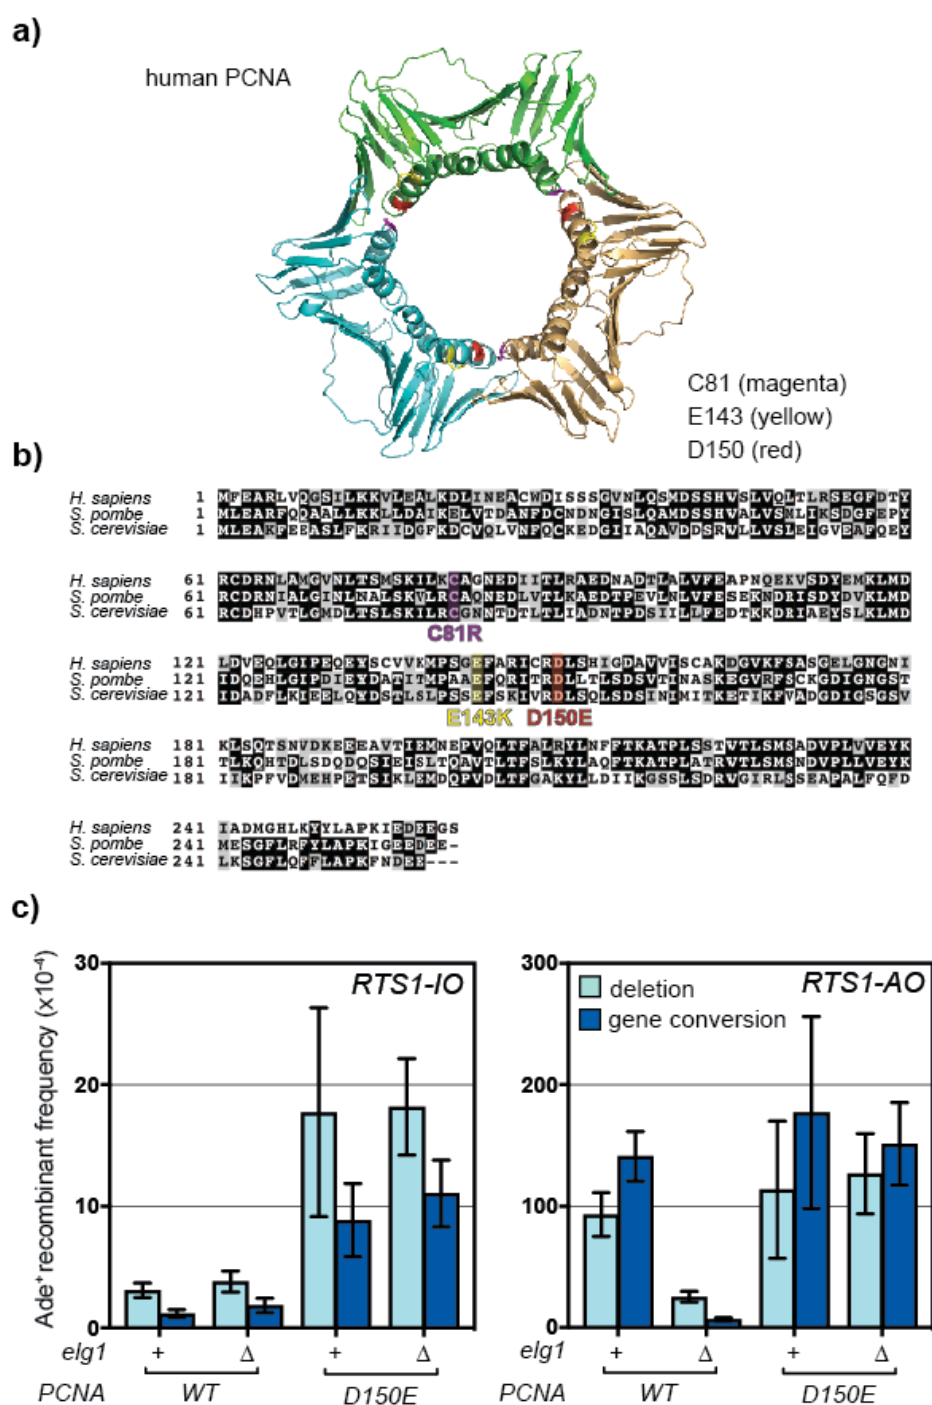 a)
human PCNA
C81 (magenta)
E143 (yellow)
D150 (red)
b)
H. sapiens 1 MFEARLVQGSILKKVLEALKDLINEACWDISSSGVNLQSMDSSHVSLVQLTLRSEGFDTY
S. pombe 1 MLEARFQQAALLKKLLDAIKELVTDANFDCNDNGISLQAMDSSHVALVSMLIKSDGFEPY
S. cerevisiae 1 MLEAKFEEASLFKRIIDGFKDCVQLVNFQCKEDGIIAQAVDDSRVLLVSLEIGVEAFQEY
H. sapiens 61 RCDRNLAMGVNLTSMSKILKCAGNEDIITLRAEDNADTLALVFEAPNQEKVSDYEMKLMD
S. pombe 61 RCDRNIALGINLNALSKVLRCAQNEDLVTLKAEDTPEVLNLVFESEKNDRISDYDVKLMD
S. cerevisiae 61 RCDHPVTLGMDLTSLSKILRCGNNTDTLTLIADNTPDSIILLFEDTKKDRIAEYSLKLMD
C81R
H. sapiens 121 LDVEQLGIPEQEYSCVVKMPSGEFARICRDLSHIGDAVVISCAKDGVKFSASGELGNGNI
S. pombe 121 IDQEHLGIPDIEYDATITMPAAEFQRITRDLLTLSDSVTINASKEGVRFSCKGDIGNGST
S. cerevisiae 121 IDADFLKIEELQYDSTLSLPSSEFSKIVRDLSQLSDSINIMITKETIKFVADGDIGSGSV
E143K D150E
H. sapiens 181 KLSQTSNVDKEEEAVTIEMNEPVQLTFALRYLNFFTKATPLSSTVTLSMSADVPLVVEYK
S. pombe 181 TLKQHTDLSDQDQSIEISLTQAVTLTFSLKYLAQFTKATPLATRVTLSMSNDVPLLVEYK
S. cerevisiae 181 IIKPFVDMEHPETSIKLEMDQPVDLTFGAKYLLDIIKGSSLSDRVGIRLSSEAPALFQFD
H. sapiens 241 IADMGHLKYYLAPKIEDEEGS
S. pombe 241 MESGFLRFYLAPKIGEEDEE-
S. cerevisiae 241 LKSGFLQFFLAPKFNDEE---
c)
Ade⁺ recombinant frequency (x10⁻⁴)
30
20
10
0
RTS1-IO
elg1 + Δ + Δ
PCNA WT D150E
300
200
100
0
RTS1-AO
deletion
gene conversion
+ Δ + Δ
PCNA WT D150E